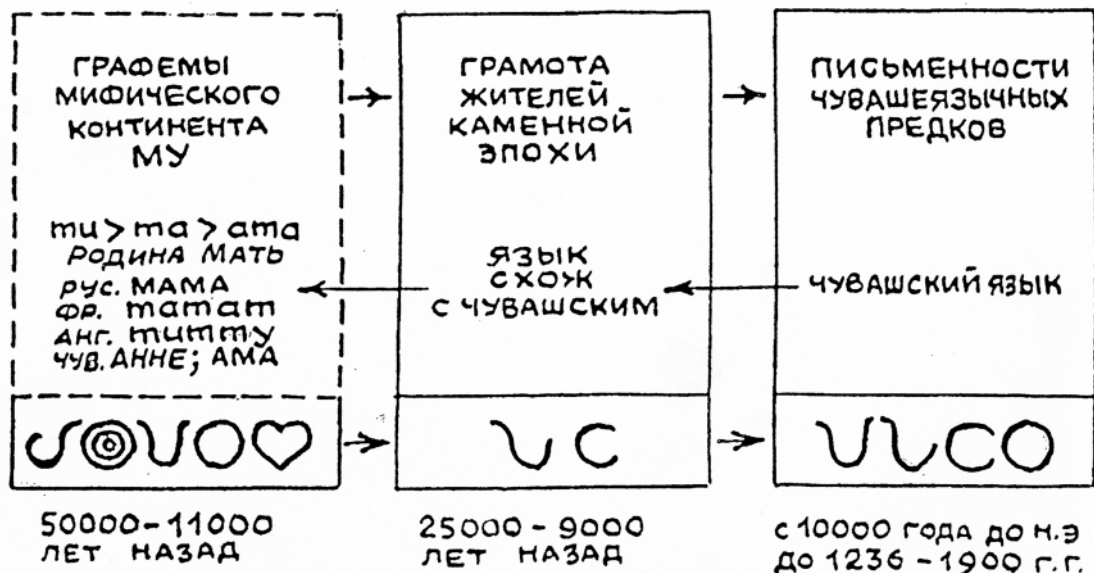 ГРАФЕМЫ
МИФИЧЕСКОГО
КОНТИНЕНТА
МУ
mu > ma > ama
РОДИНА МАТЬ
РУС. МАМА
ФР. mamam
АНГ. mummy
ЧУВ. АННЕ; АМА
50000-11000
ЛЕТ НАЗАД
ГРАМОТА
ЖИТЕЛЕЙ
КАМЕННОЙ
ЭПОХИ
ЯЗЫК
СХОЖ
С ЧУВАШСКИМ
25000-9000
ЛЕТ НАЗАД
ПИСЬМЕННОСТИ
ЧУВАШЕЯЗЫЧНЫХ
ПРЕДКОВ
ЧУВАШСКИЙ ЯЗЫК
С 10000 ГОДА ДО Н.Э
ДО 1236-1900 Г.Г.